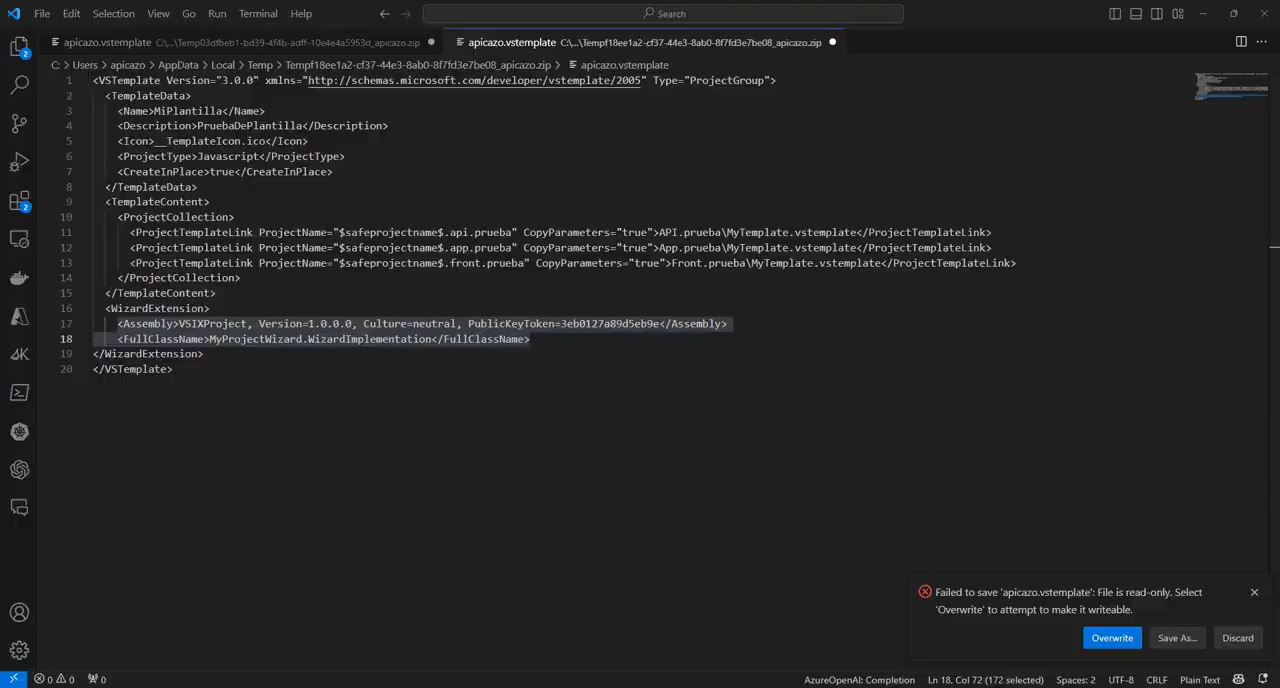 File Edit Selection View Go Run Terminal Help
Search
apicazo.vstemplate C:\...\Temp03dfbeb1-bd39-4f4b-adff-10e4e4a5953d_apicazo.zip
apicazo.vstemplate C:\...\Tempf18ee1a2-cf37-44e3-8ab0-8f7fd3e7be08_apicazo.zip
C: > Users > apicazo > AppData > Local > Temp > Tempf18ee1a2-cf37-44e3-8ab0-8f7fd3e7be08_apicazo.zip > apicazo.vstemplate
1 <VSTemplate Version="3.0.0" xmlns="http://schemas.microsoft.com/developer/vstemplate/2005" Type="ProjectGroup">
2 <TemplateData>
3 <Name>MiPlantilla</Name>
4 <Description>PruebaDePlantilla</Description>
5 <Icon>__TemplateIcon.ico</Icon>
6 <ProjectType>Javascript</ProjectType>
7 <CreateInPlace>true</CreateInPlace>
8 </TemplateData>
9 <TemplateContent>
10 <ProjectCollection>
11 <ProjectTemplateLink ProjectName="$safeprojectname$.api.prueba" CopyParameters="true">API.prueba\MyTemplate.vstemplate</ProjectTemplateLink>
12 <ProjectTemplateLink ProjectName="$safeprojectname$.app.prueba" CopyParameters="true">App.prueba\MyTemplate.vstemplate</ProjectTemplateLink>
13 <ProjectTemplateLink ProjectName="$safeprojectname$.front.prueba" CopyParameters="true">Front.prueba\MyTemplate.vstemplate</ProjectTemplateLink>
14 </ProjectCollection>
15 </TemplateContent>
16 <WizardExtension>
17 <Assembly>VSIXProject, Version=1.0.0.0, Culture=neutral, PublicKeyToken=3eb0127a89d5eb9e</Assembly>
18 <FullClassName>MyProjectWizard.WizardImplementation</FullClassName>
19 </WizardExtension>
20 </VSTemplate>
2
2
4K
Failed to save 'apicazo.vstemplate': File is read-only. Select
'Overwrite' to attempt to make it writeable.
Overwrite Save As... Discard
0 0 0 AzureOpenAI: Completion Ln 18, Col 72 (172 selected) Spaces: 2 UTF-8 CRLF Plain Text